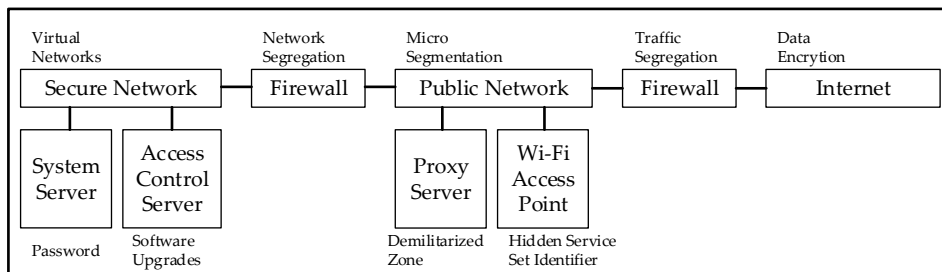 Virtual
Networks
Network
Segregation
Micro
Segmentation
Traffic
Segregation
Data
Encrytion
Secure Network
Firewall
Public Network
Firewall
Internet
System
Server
Access
Control
Server
Proxy
Server
Wi-Fi
Access
Point
Password
Software
Upgrades
Demilitarized
Zone
Hidden Service
Set Identifier